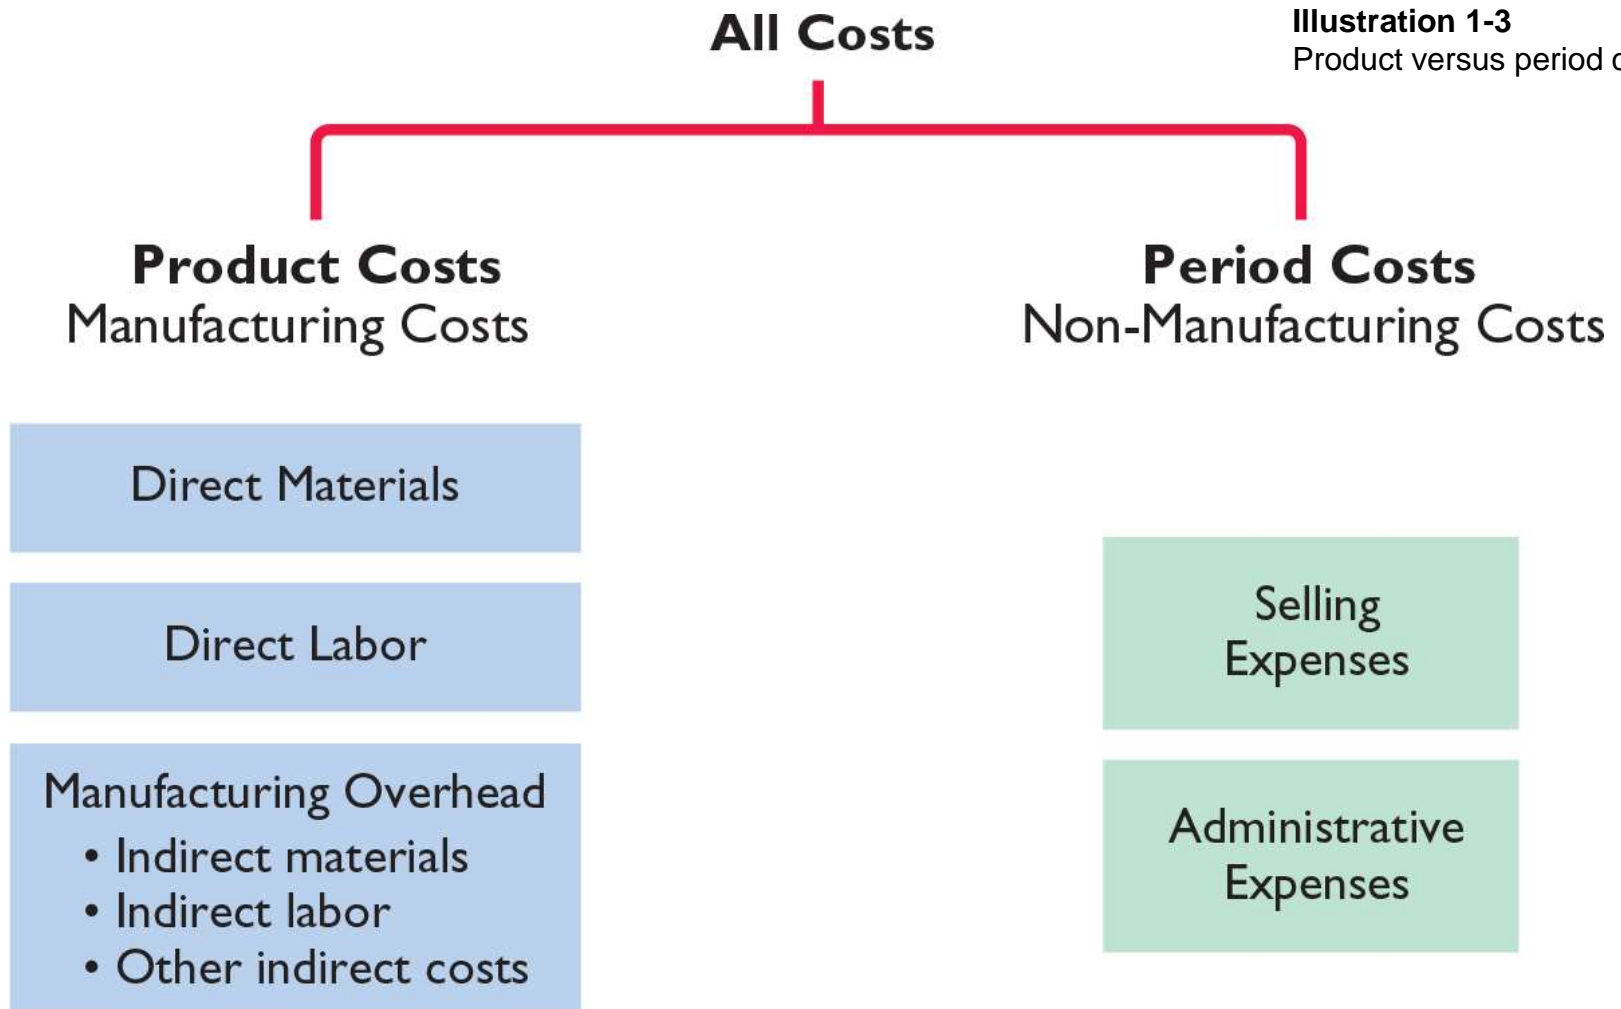 All Costs
Illustration 1-3
Product versus period
Product Costs
Manufacturing Costs
Period Costs
Non-Manufacturing Costs
Direct Materials
Direct Labor
Manufacturing Overhead
• Indirect materials
• Indirect labor
• Other indirect costs
Selling
Expenses
Administrative
Expenses